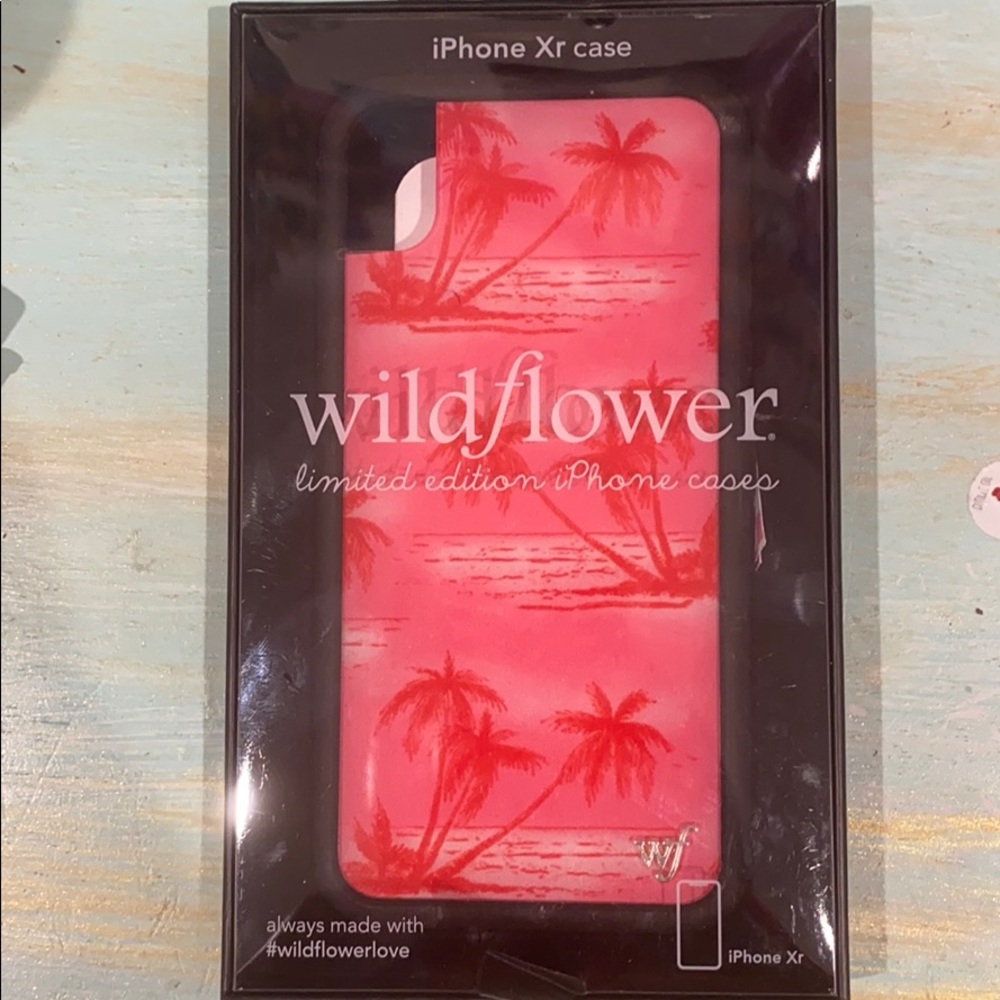 iPhone Xr case
wildflower®
limited edition iPhone cases
wf
always made with
#wildflowerlove
iPhone Xr